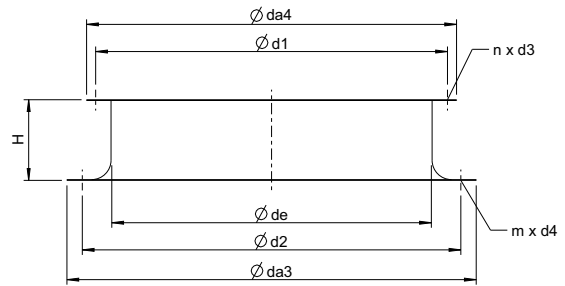 ∅ da4
∅ d1
n x d3
H
∅ de
m x d4
∅ d2
∅ da3